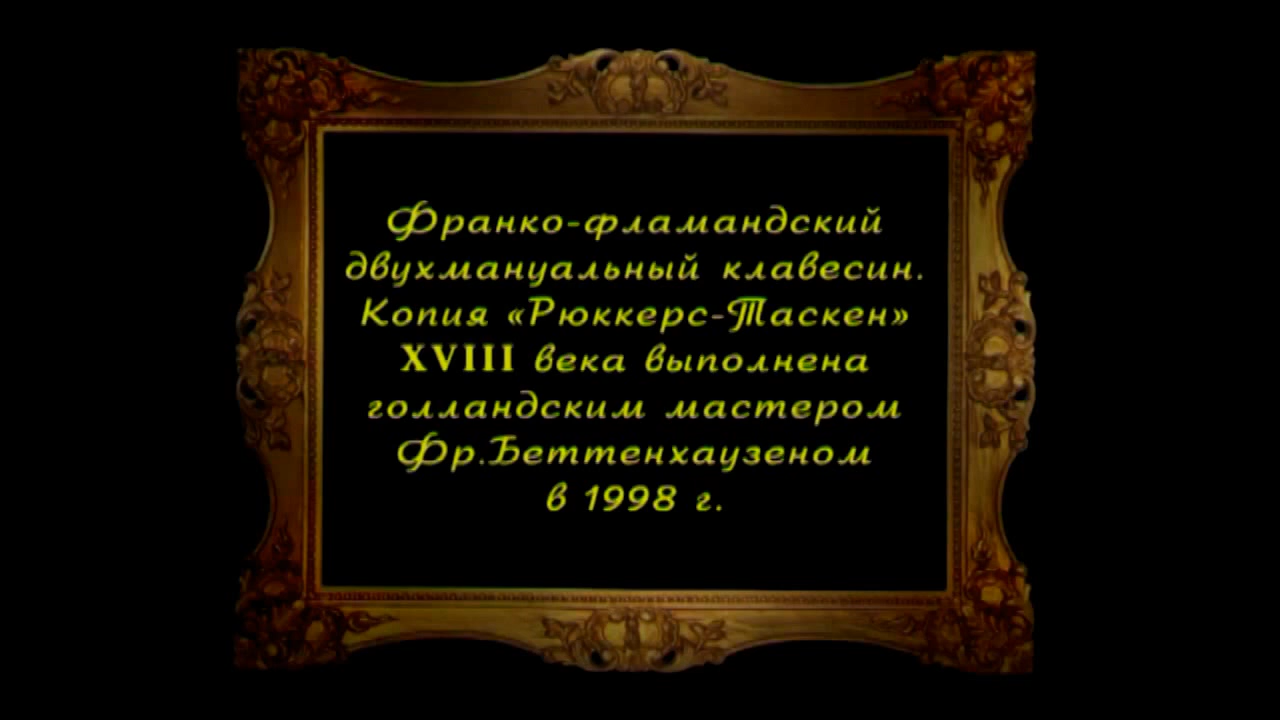 Франко-фламандский
двухмануальный клавесин.
Копия «Рюккерс-Таскен»
XVIII века выполнена
голландским мастером
Фр.Беттенхаузеном
в 1998 г.